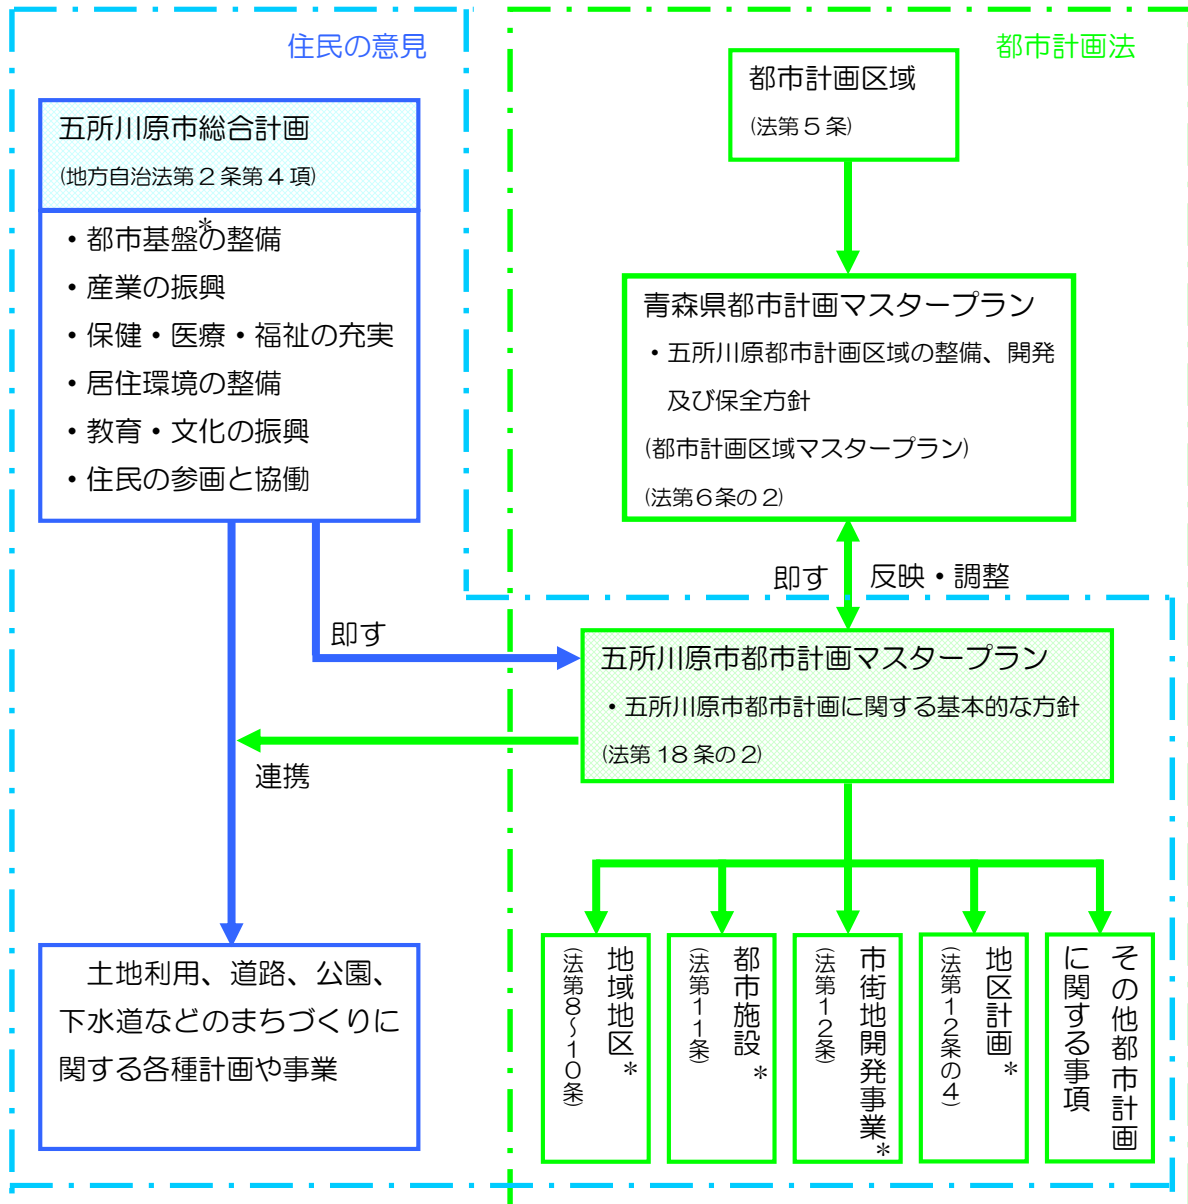 住民の意見
五所川原市総合計画
(地方自治法第2条第4項)
・都市基盤の整備*
・産業の振興
・保健・医療・福祉の充実
・居住環境の整備
・教育・文化の振興
・住民の参画と協働
都市計画法
都市計画区域
(法第5条)
青森県都市計画マスタープラン
・五所川原都市計画区域の整備、開発
及び保全方針
(都市計画区域マスタープラン)
(法第6条の2)
即す
反映・調整
即す
五所川原市都市計画マスタープラン
・五所川原市都市計画に関する基本的な方針
(法第18条の2)
連携
土地利用、道路、公園、
下水道などのまちづくりに
関する各種計画や事業
地域地区*
(法第8~10条)
都市施設*
(法第11条)
市街地開発事業*
(法第12条)
地区計画*
(法第12条の4)
その他都市計画
に関する事項